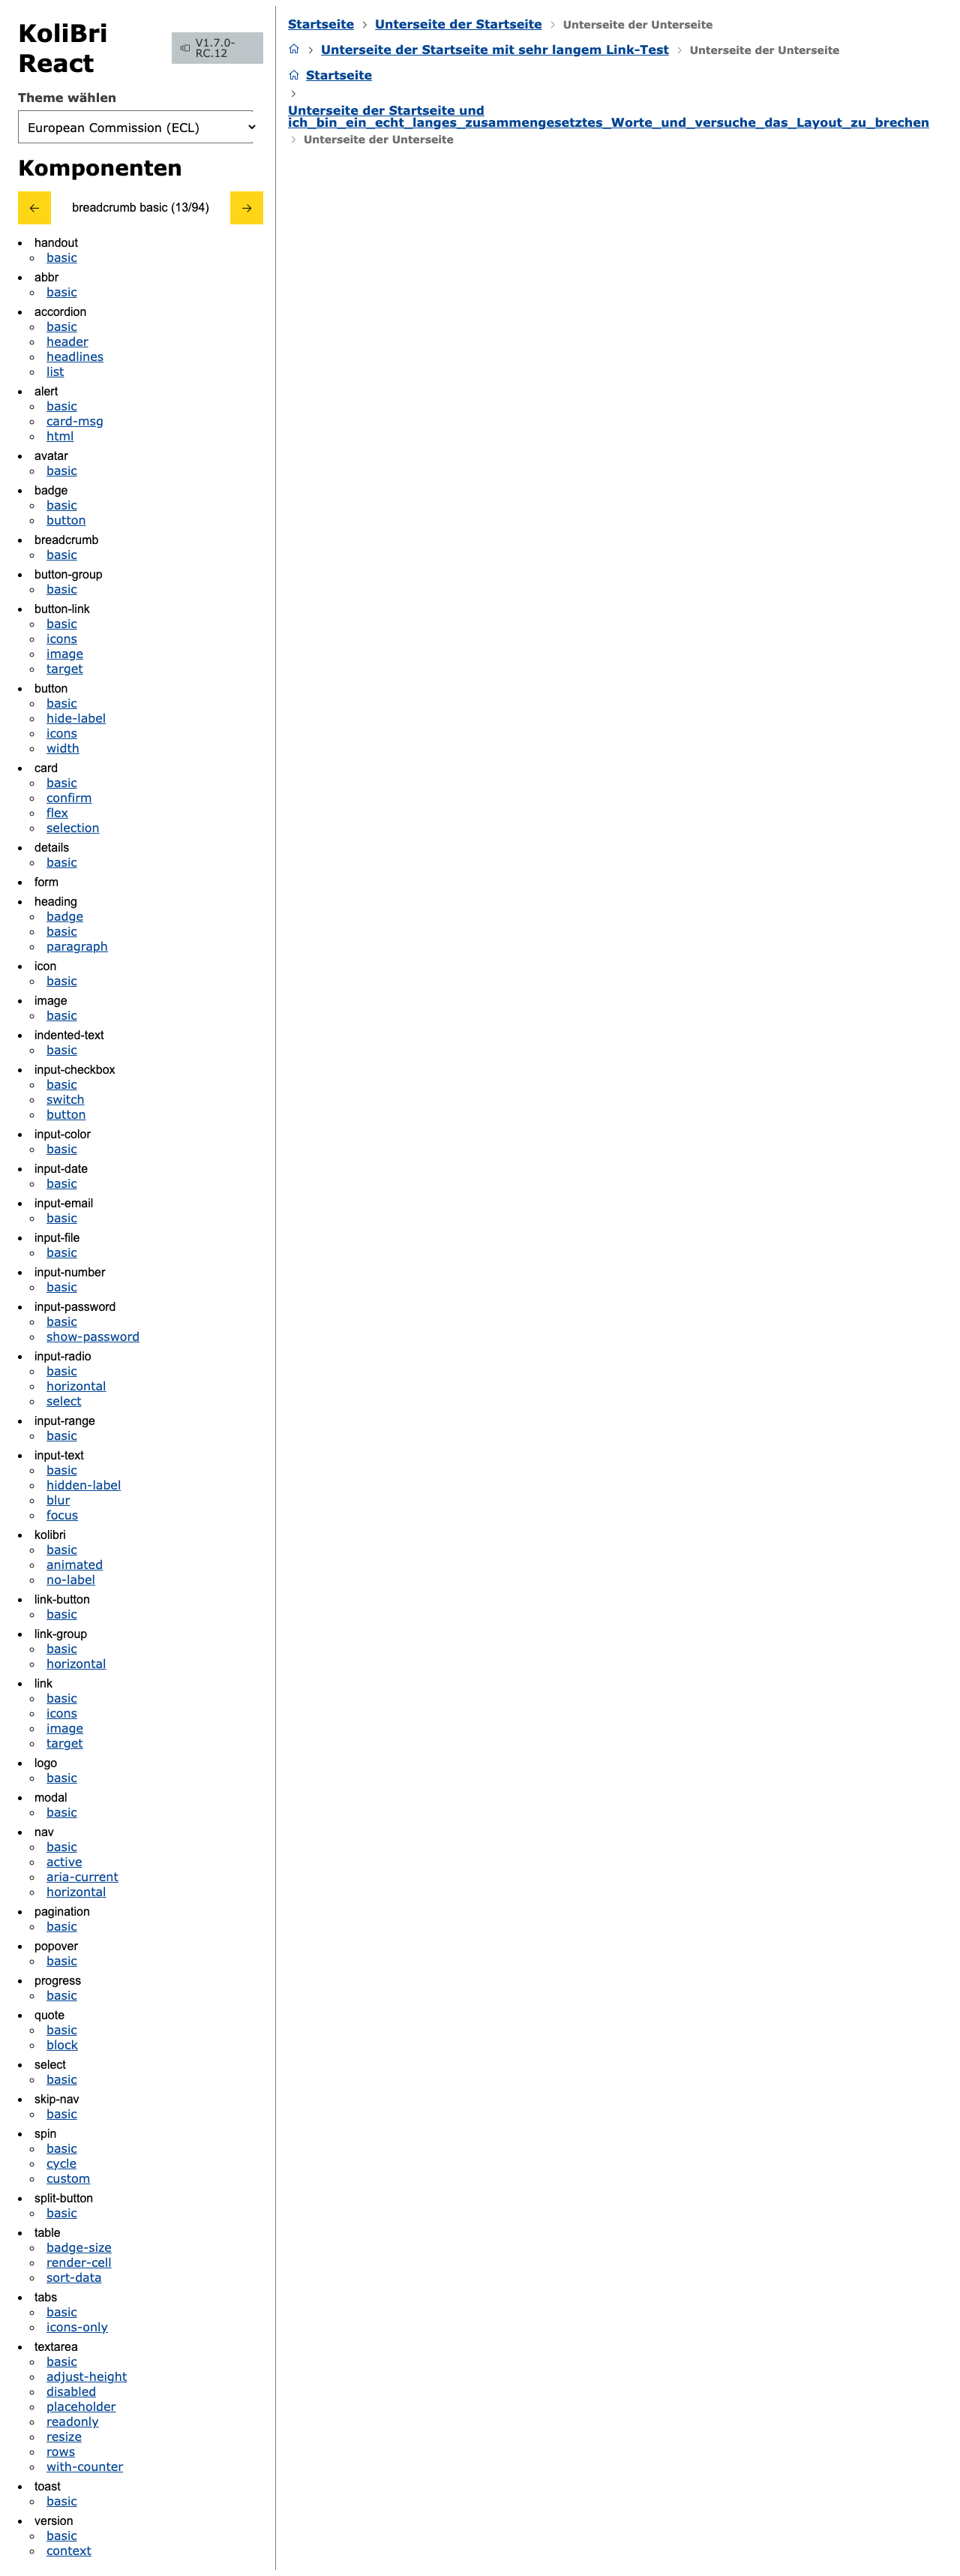 KoliBri
React
V1.7.0-
RC.12
Theme wählen
European Commission (ECL)
Komponenten
← breadcrumb basic (13/94) →
handout
basic
abbr
basic
accordion
basic
header
headlines
list
alert
basic
card-msg
html
avatar
basic
badge
basic
button
breadcrumb
basic
button-group
basic
button-link
basic
icons
image
target
button
basic
hide-label
icons
width
card
basic
confirm
flex
selection
details
basic
form
heading
badge
basic
paragraph
icon
basic
image
basic
indented-text
basic
input-checkbox
basic
switch
button
input-color
basic
input-date
basic
input-email
basic
input-file
basic
input-number
basic
input-password
basic
show-password
input-radio
basic
horizontal
select
input-range
basic
input-text
basic
hidden-label
blur
focus
kolibri
basic
animated
no-label
link-button
basic
link-group
basic
horizontal
link
basic
icons
image
target
logo
basic
modal
basic
nav
basic
active
aria-current
horizontal
pagination
basic
popover
basic
progress
basic
quote
basic
block
select
basic
skip-nav
basic
spin
basic
cycle
custom
split-button
basic
table
badge-size
render-cell
sort-data
tabs
basic
icons-only
textarea
basic
adjust-height
disabled
placeholder
readonly
resize
rows
with-counter
toast
basic
version
basic
context
Startseite > Unterseite der Startseite > Unterseite der Unterseite
> Unterseite der Startseite mit sehr langem Link-Test > Unterseite der Unterseite
Startseite
>
Unterseite der Startseite und
ich_bin_ein_echt_langes_zusammengesetztes_Worte_und_versuche_das_Layout_zu_brechen
> Unterseite der Unterseite